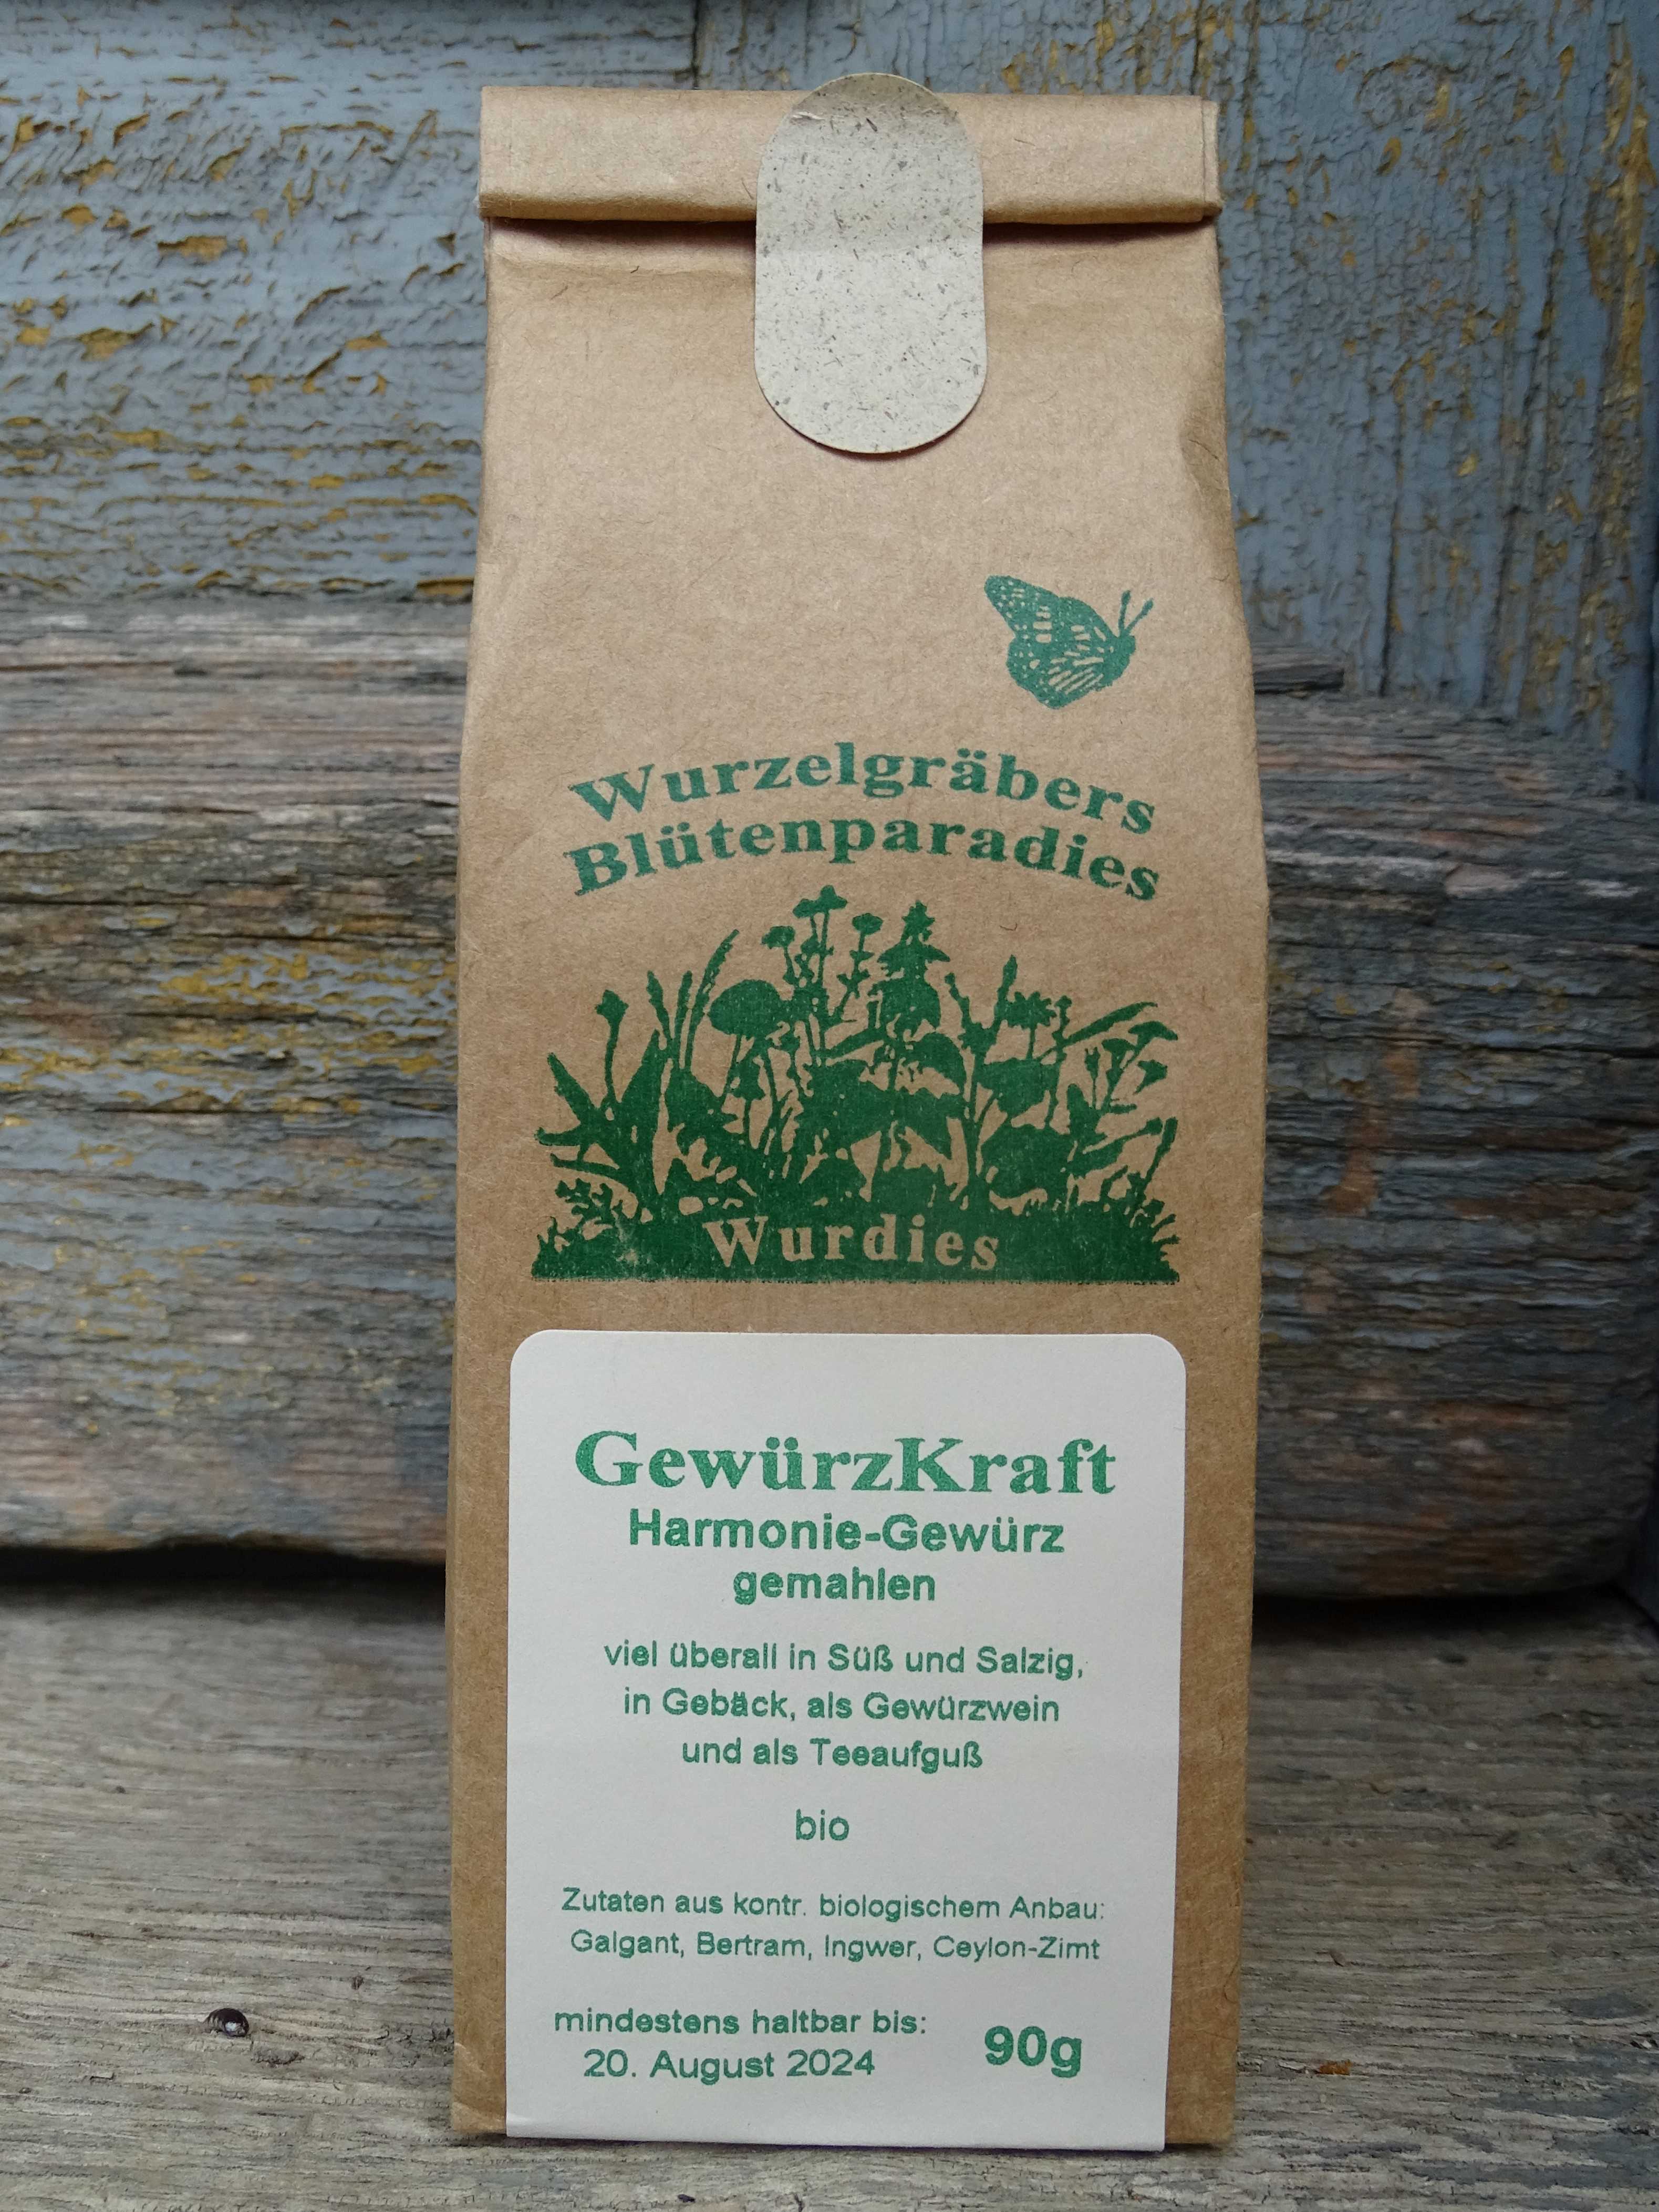 Wurzelgräbers
Blütenparadies
Wurdies
GewürzKraft
Harmonie-Gewürz
gemahlen
viel überall in Süß und Salzig,
in Gebäck, als Gewürzwein
und als Teeaufguß
bio
Zutaten aus kontr. biologischem Anbau:
Galgant, Bertram, Ingwer, Ceylon-Zimt
mindestens haltbar bis:
20. August 2024
90g